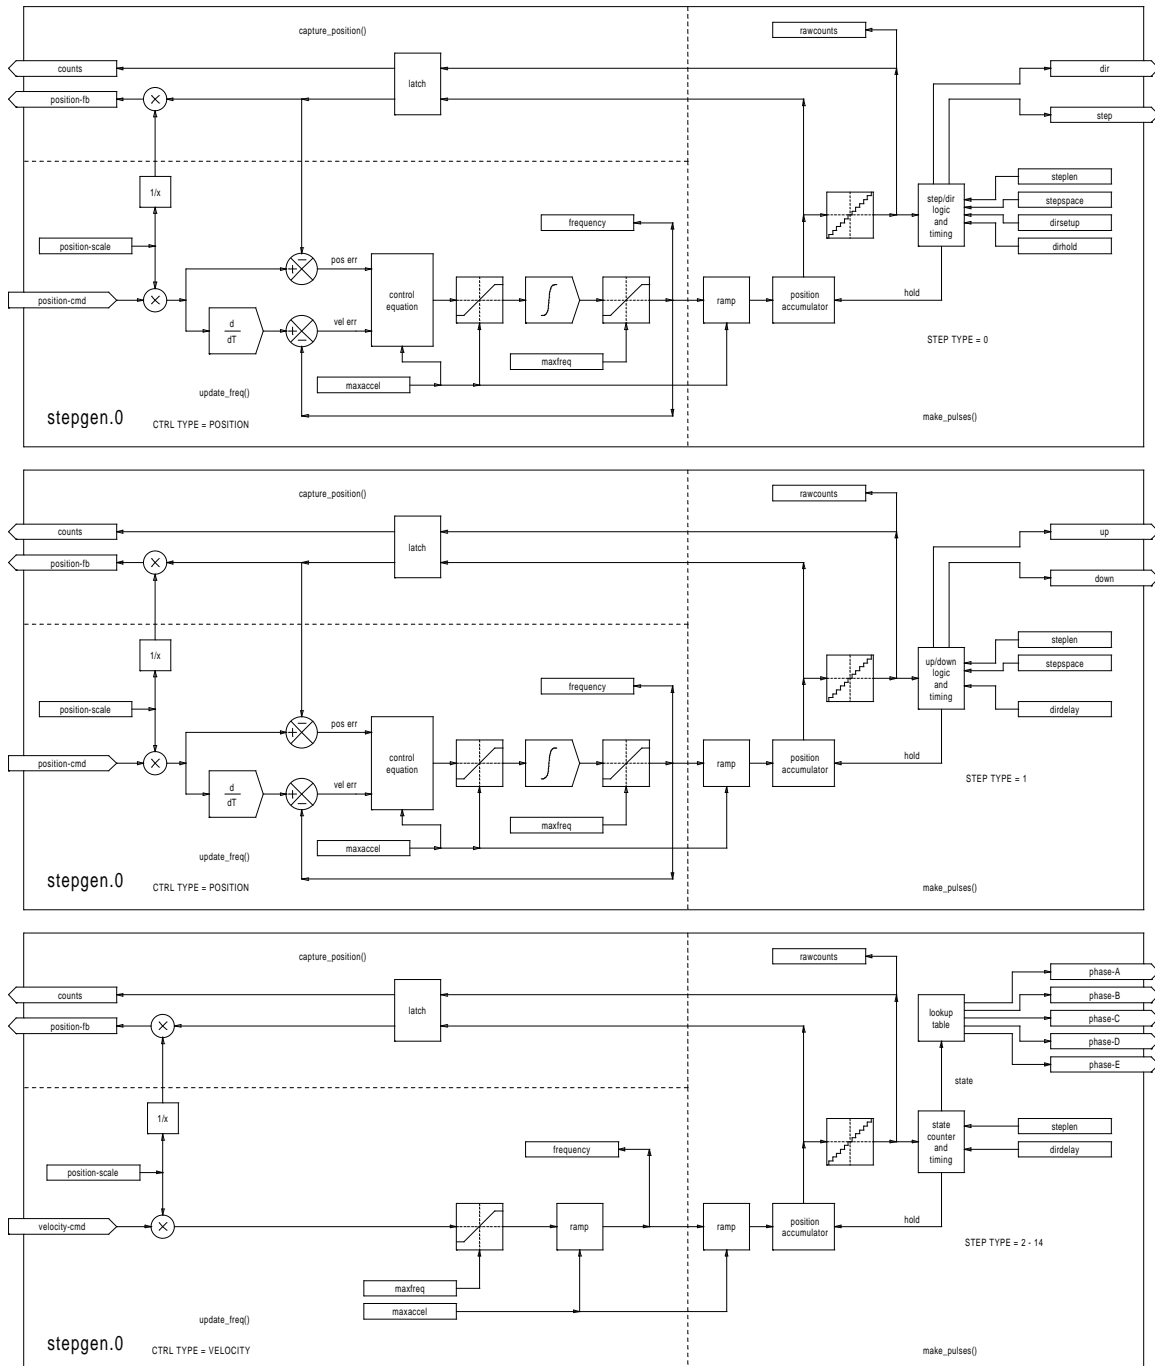 capture_position()
rawcounts
counts
latch
dir
position-fb
step
1/x
steplen
step/dir
logic
and
timing
stepspace
frequency
dirsetup
position-scale
dirhold
pos err
position-cmd
control
equation
ramp
position
accumulator
hold
d
dT
vel err
STEP TYPE = 0
maxfreq
maxaccel
update_freq()
stepgen.0
CTRL TYPE = POSITION
make_pulses()
capture_position()
rawcounts
counts
latch
up
position-fb
down
1/x
steplen
up/down
logic
and
timing
stepspace
frequency
position-scale
dirdelay
pos err
position-cmd
control
equation
ramp
position
accumulator
hold
d
dT
vel err
STEP TYPE = 1
maxfreq
maxaccel
update_freq()
stepgen.0
CTRL TYPE = POSITION
make_pulses()
capture_position()
rawcounts
phase-A
counts
latch
lookup
table
phase-B
position-fb
phase-C
phase-D
phase-E
state
1/x
state
counter
and
timing
steplen
frequency
dirdelay
position-scale
velocity-cmd
ramp
ramp
position
accumulator
hold
STEP TYPE = 2 - 14
maxfreq
maxaccel
update_freq()
stepgen.0
CTRL TYPE = VELOCITY
make_pulses()